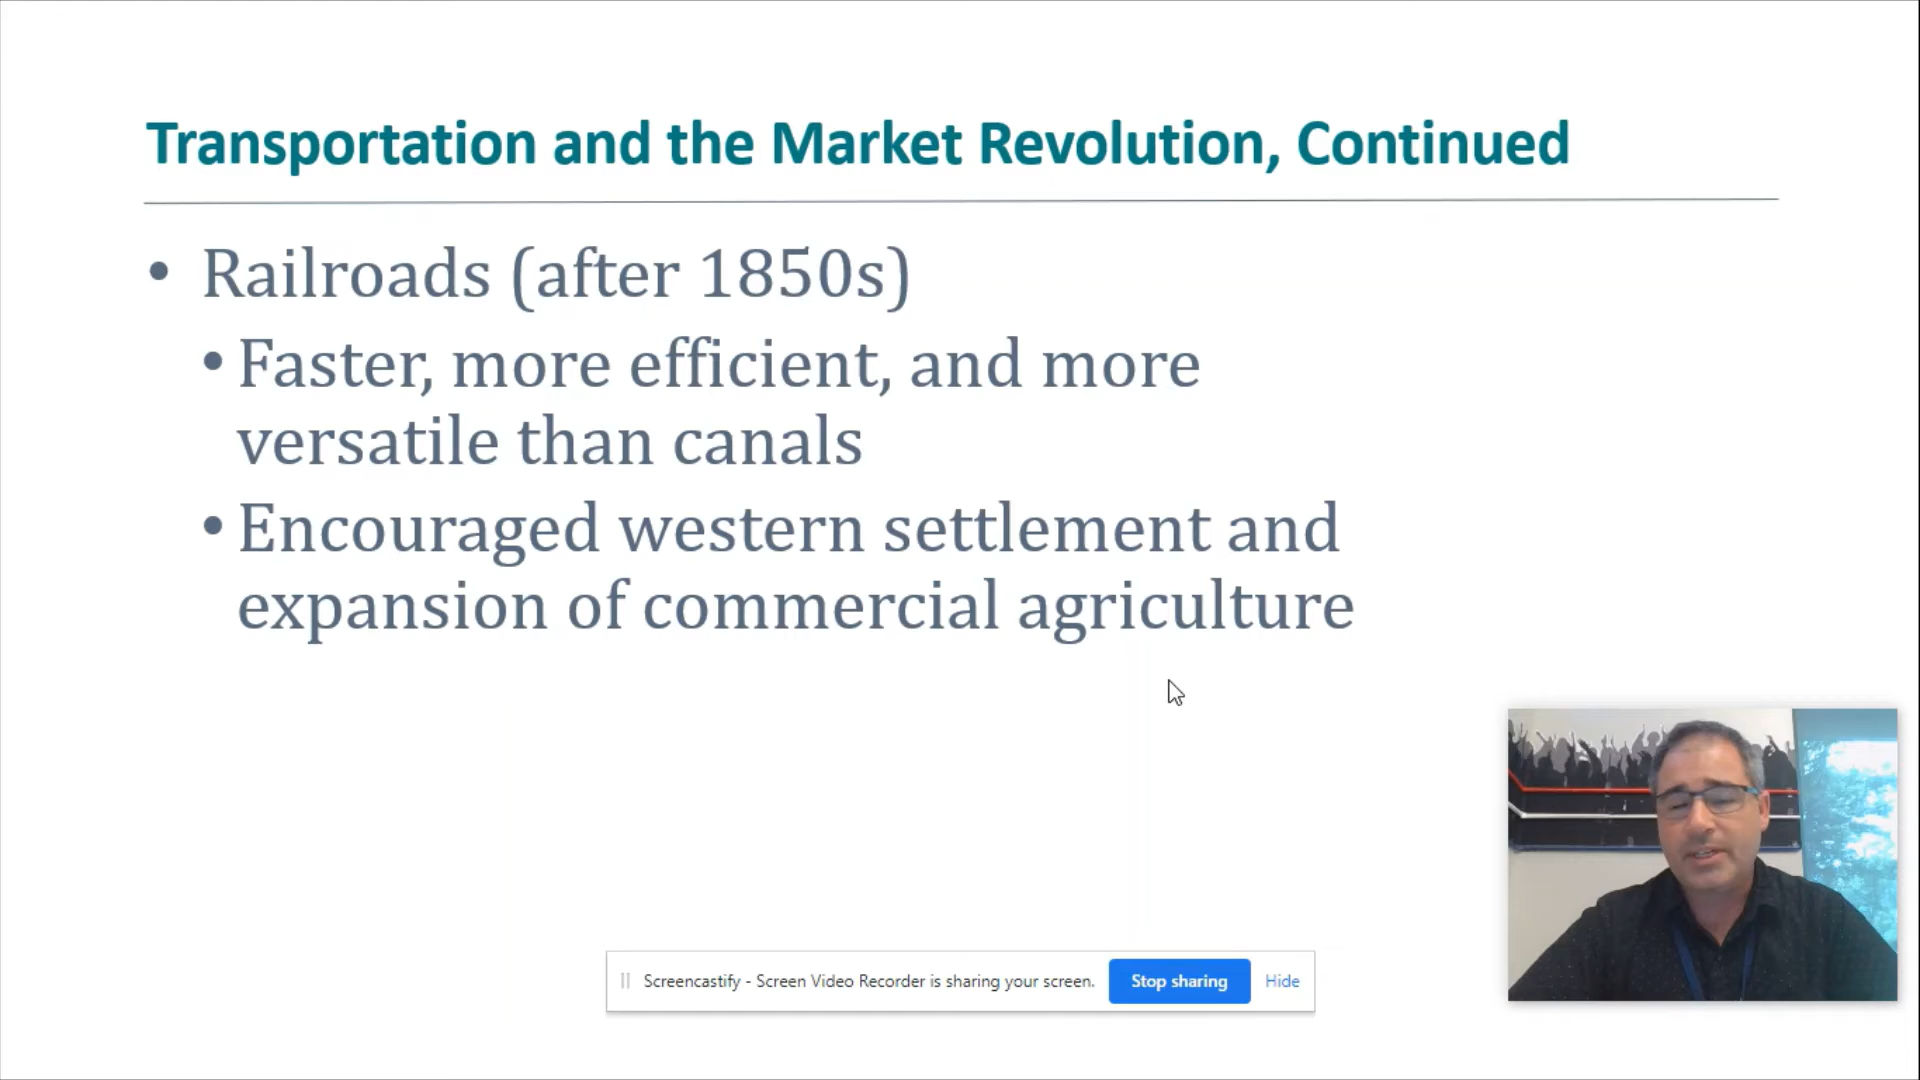 Transportation and the Market Revolution, Continued
• Railroads (after 1850s)
• Faster, more efficient, and more
versatile than canals
• Encouraged western settlement and
expansion of commercial agriculture
Screencastify - Screen Video Recorder is sharing your screen. Stop sharing Hide